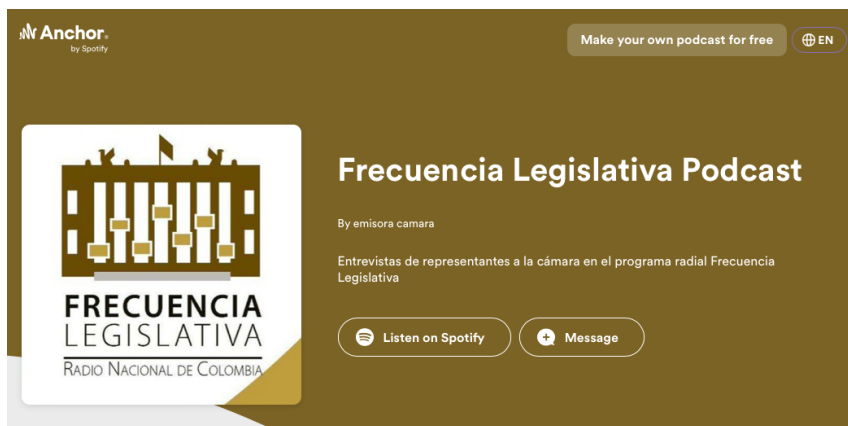 Anchor
by Spotify
Make your own podcast for free
EN
FRECUENCIA
LEGISLATIVA
RADIO NACIONAL DE COLOMBIA
Frecuencia Legislativa Podcast
By emisora camara
Entrevistas de representantes a la cámara en el programa radial Frecuencia
Legislativa
Listen on Spotify
Message